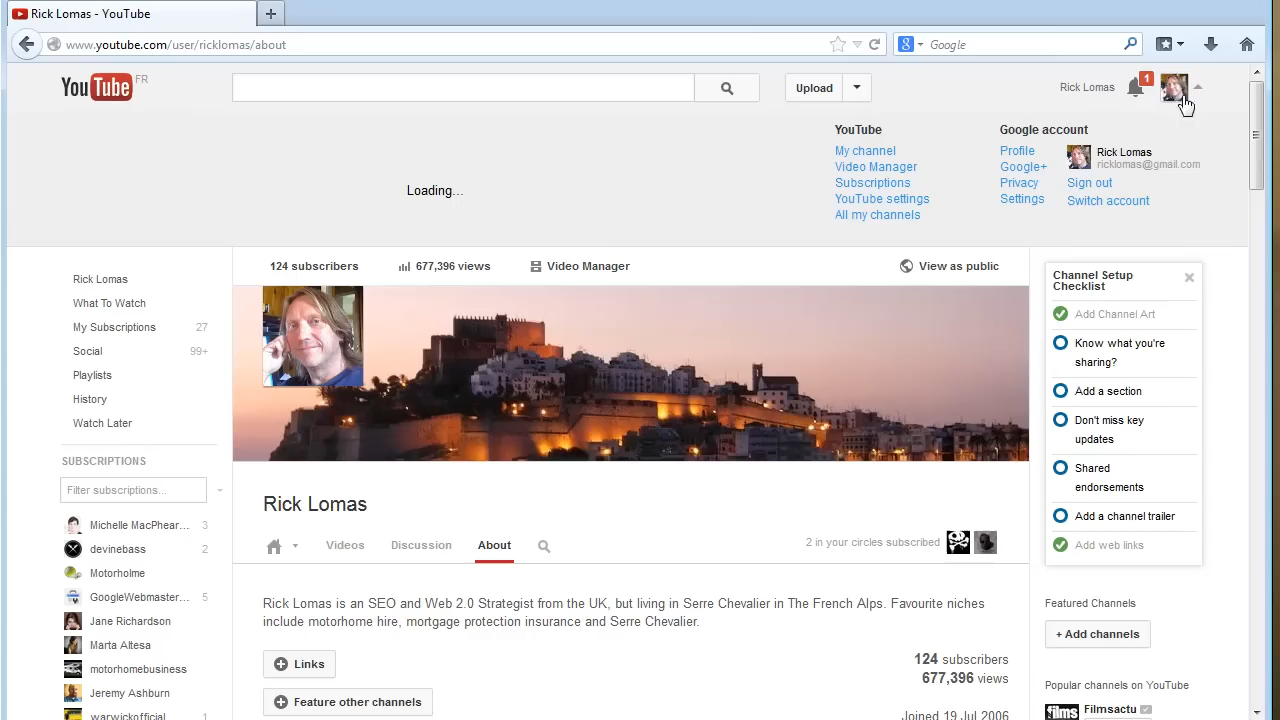 Rick Lomas - YouTube
www.youtube.com/user/ricklomas/about
Google
YouTube FR
Upload
Rick Lomas
1
YouTube
My channel
Video Manager
Subscriptions
YouTube settings
All my channels
Google account
Profile
Google+
Privacy
Settings
Rick Lomas
ricklomas@gmail.com
Sign out
Switch account
Loading...
Rick Lomas
What To Watch
My Subscriptions 27
Social 99+
Playlists
History
Watch Later
SUBSCRIPTIONS
Filter subscriptions...
Michelle MacPhear... 3
devinebass 2
Motorholme
GoogleWebmaster... 5
Jane Richardson
Marta Altesa
motorhomebusiness
Jeremy Ashburn
warwickofficial 1
124 subscribers
677,396 views
Video Manager
View as public
Rick Lomas
Videos
Discussion
About
2 in your circles subscribed
Rick Lomas is an SEO and Web 2.0 Strategist from the UK, but living in Serre Chevalier in The French Alps. Favourite niches
include motorhome hire, mortgage protection insurance and Serre Chevalier.
Links
Feature other channels
124 subscribers
677,396 views
Joined 19 Jul 2006
Channel Setup
Checklist
Add Channel Art
Know what you're
sharing?
Add a section
Don't miss key
updates
Shared
endorsements
Add a channel trailer
Add web links
Featured Channels
+ Add channels
Popular channels on YouTube
films
Filmsactu